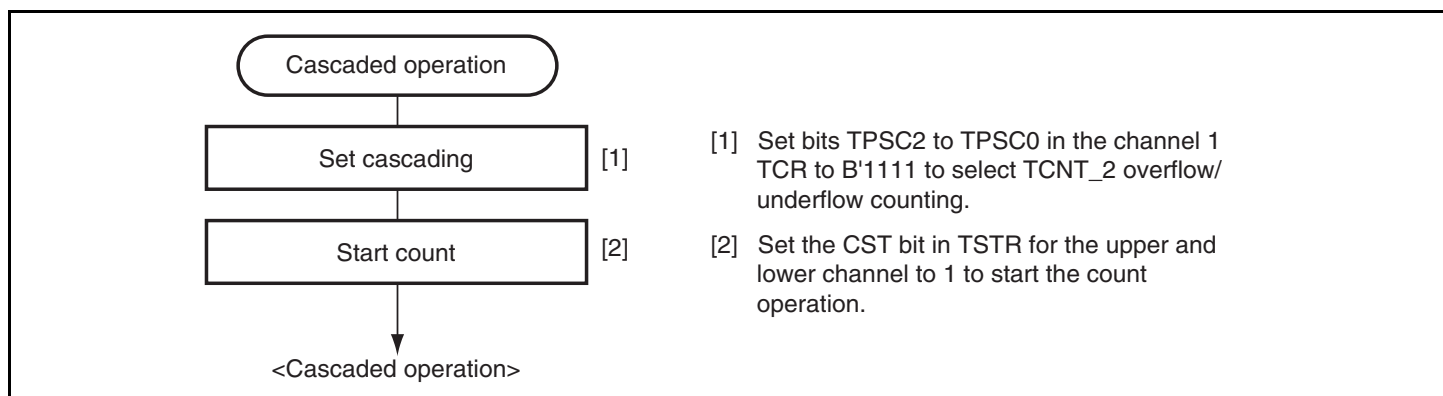 Cascaded operation
Set cascading
[1]
Start count
[2]
<Cascaded operation>
[1] Set bits TPSC2 to TPSC0 in the channel 1
TCR to B'1111 to select TCNT_2 overflow/
underflow counting.
[2] Set the CST bit in TSTR for the upper and
lower channel to 1 to start the count
operation.